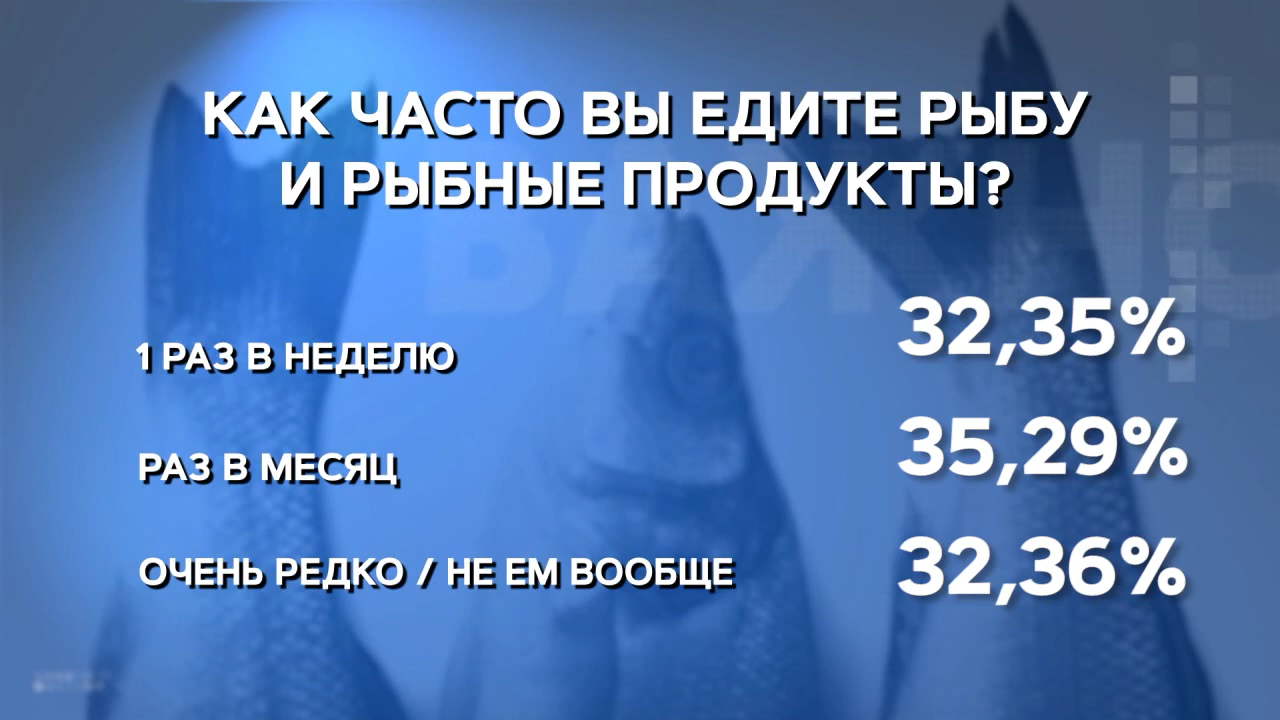 КАК ЧАСТО ВЫ ЕДИТЕ РЫБУ
И РЫБНЫЕ ПРОДУКТЫ?
1 РАЗ В НЕДЕЛЮ 32,35%
РАЗ В МЕСЯЦ 35,29%
ОЧЕНЬ РЕДКО / НЕ ЕМ ВООБЩЕ 32,36%